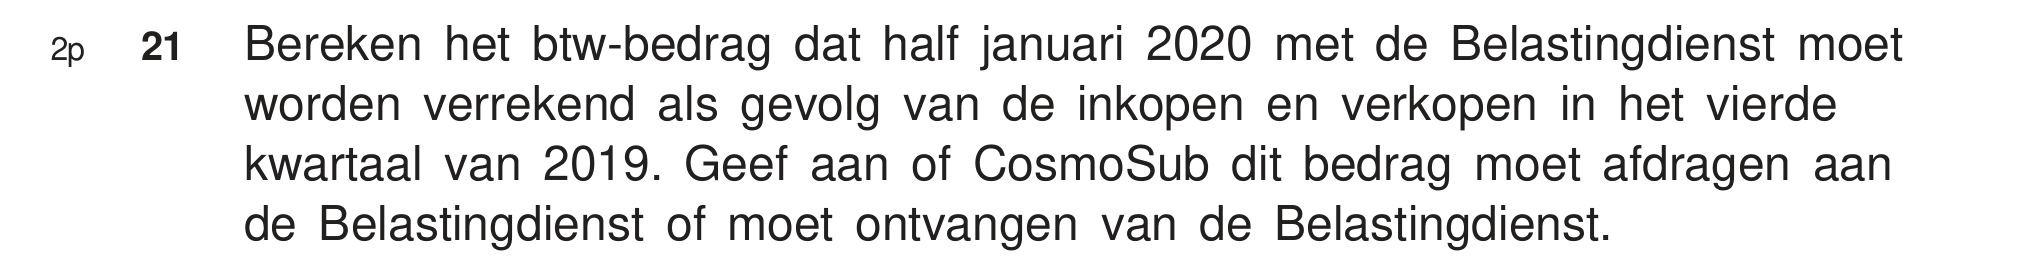 2p 21 Bereken het btw-bedrag dat half januari 2020 met de Belastingdienst moet
worden verrekend als gevolg van de inkopen en verkopen in het vierde
kwartaal van 2019. Geef aan of CosmoSub dit bedrag moet afdragen aan
de Belastingdienst of moet ontvangen van de Belastingdienst.